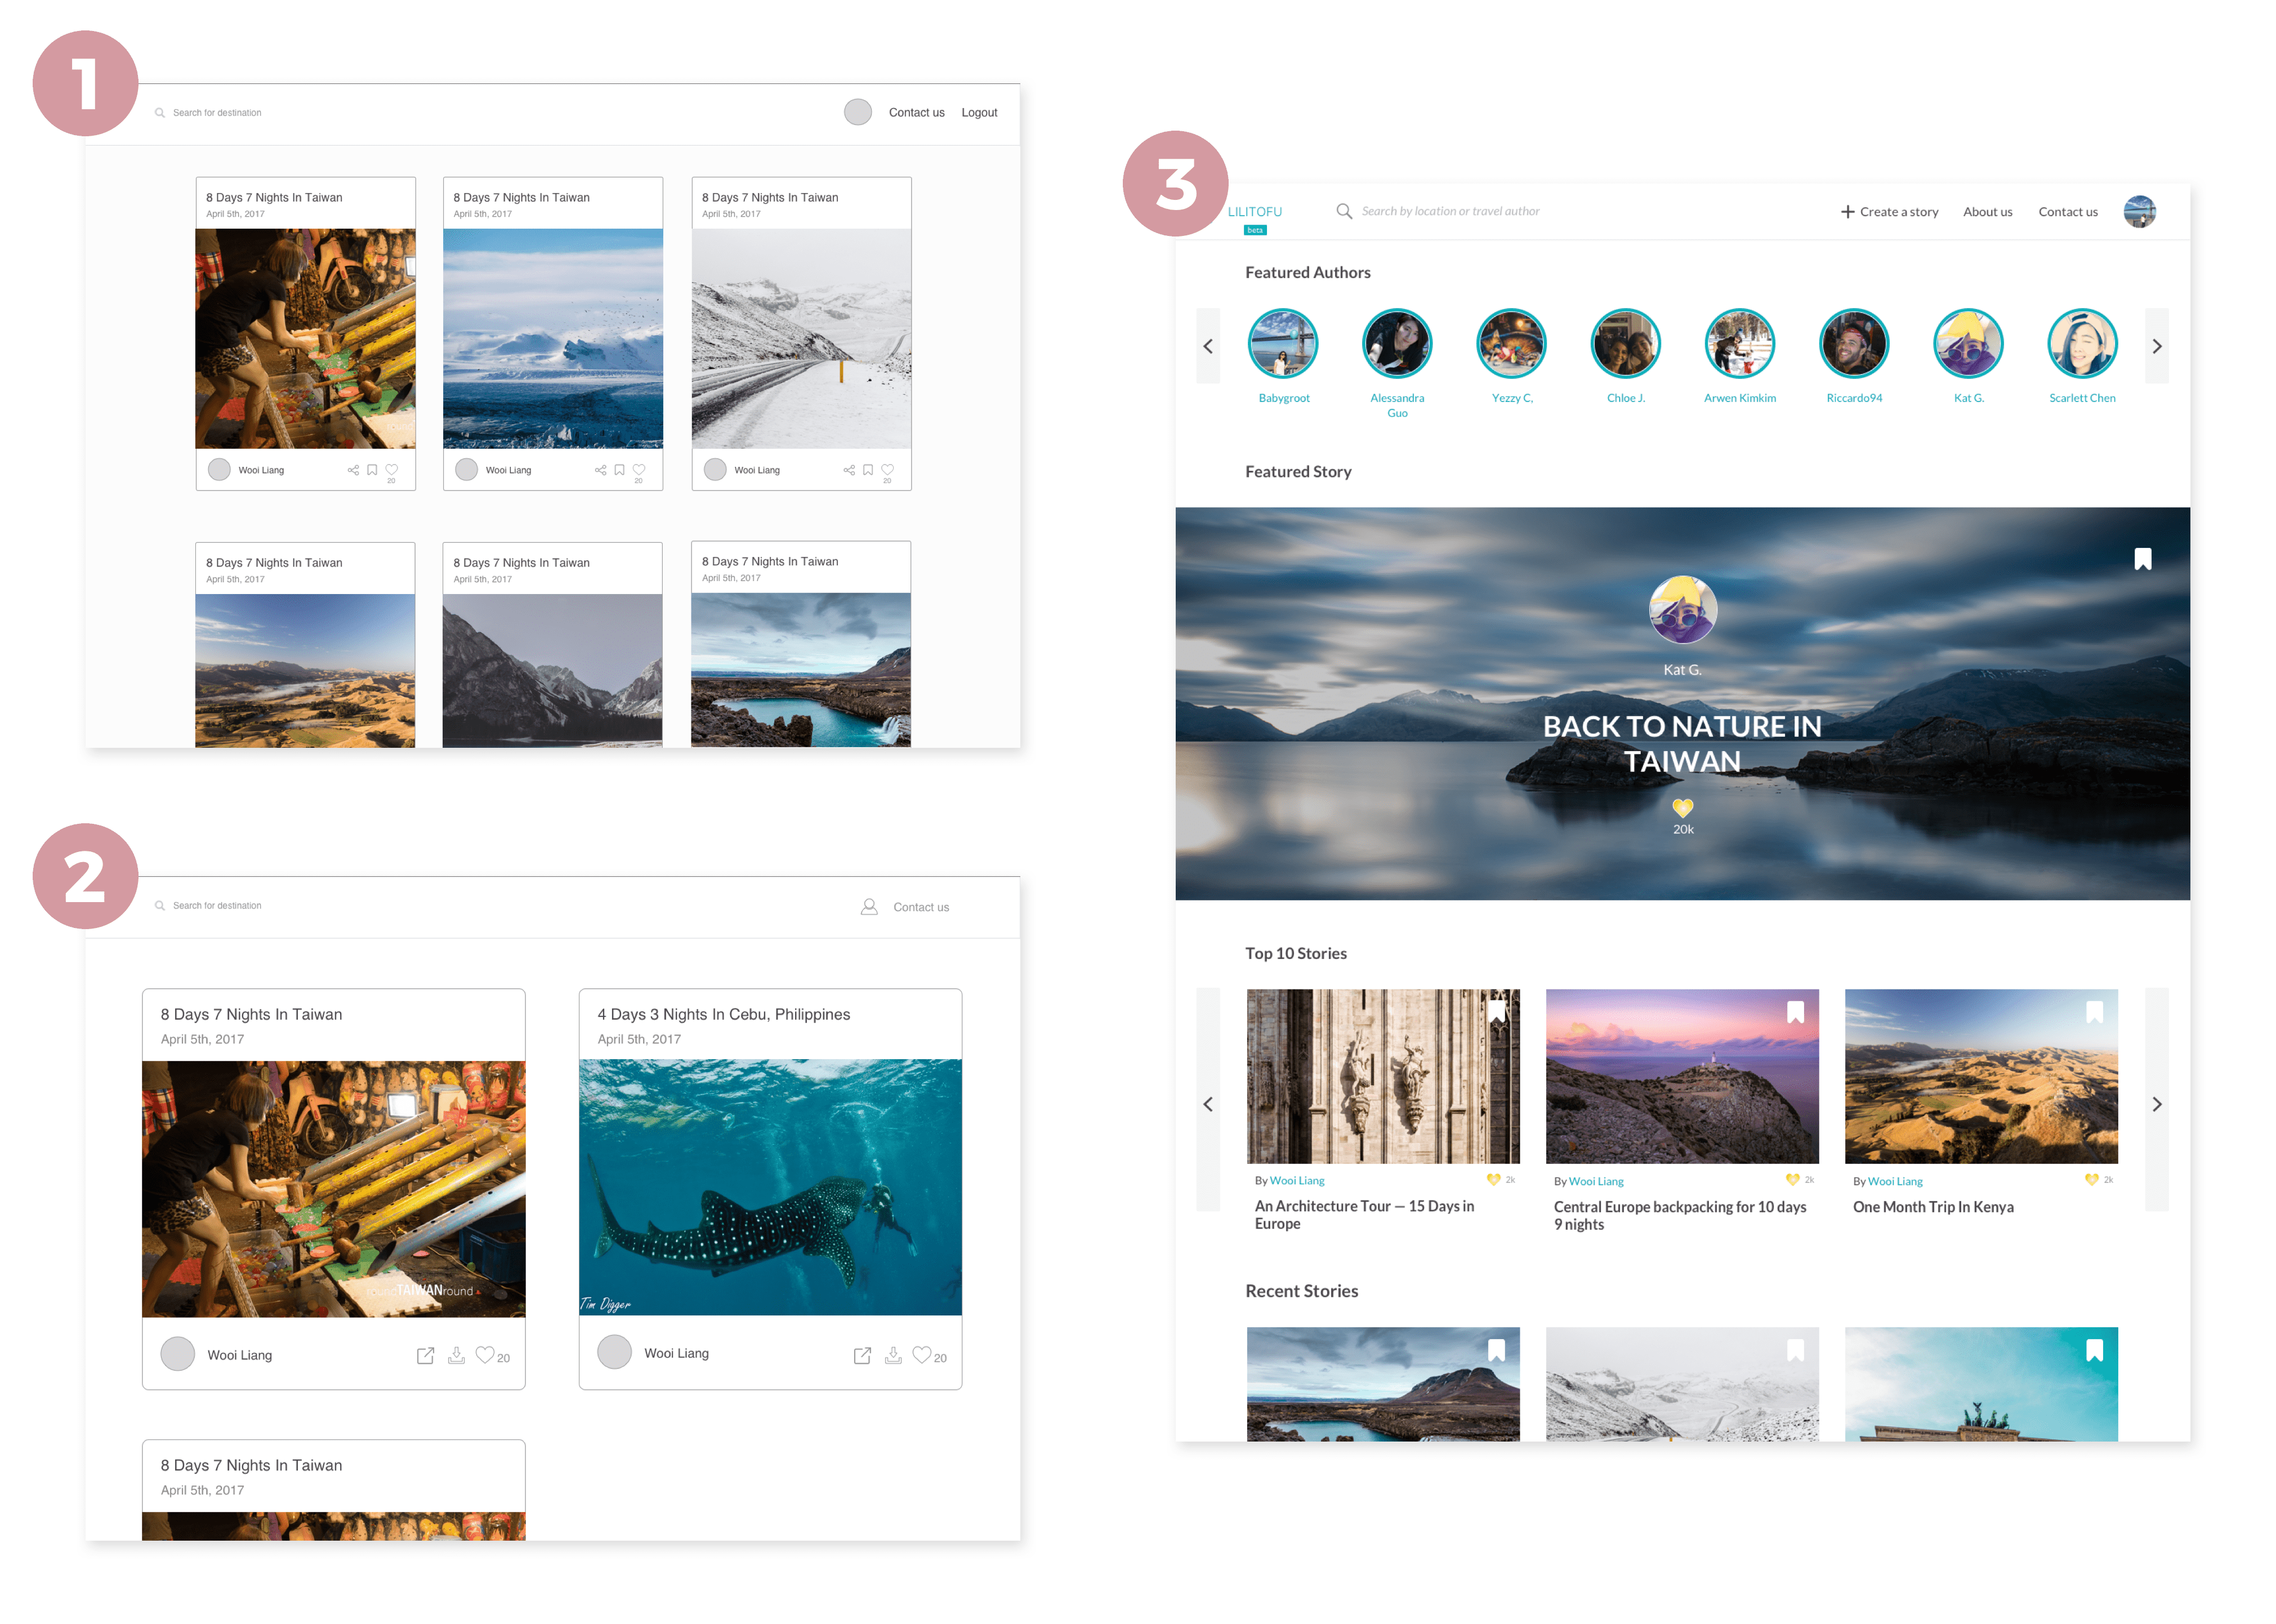 1
Search for destination
Contact us Logout
8 Days 7 Nights In Taiwan
April 5th, 2017
Wooi Liang
20
8 Days 7 Nights In Taiwan
April 5th, 2017
Wooi Liang
20
8 Days 7 Nights In Taiwan
April 5th, 2017
Wooi Liang
20
8 Days 7 Nights In Taiwan
April 5th, 2017
8 Days 7 Nights In Taiwan
April 5th, 2017
8 Days 7 Nights In Taiwan
April 5th, 2017
2
Search for destination
Contact us
8 Days 7 Nights In Taiwan
April 5th, 2017
roundTAIWANround
Wooi Liang
20
4 Days 3 Nights In Cebu, Philippines
April 5th, 2017
Tim Digger
Wooi Liang
20
8 Days 7 Nights In Taiwan
April 5th, 2017
3
LILITOFU
beta
Search by location or travel author
+ Create a story About us Contact us
Featured Authors
Babygroot
Alessandra
Guo
Yezzy C,
Chloe J.
Arwen Kimkim
Riccardo94
Kat G.
Scarlett Chen
Featured Story
Kat G.
BACK TO NATURE IN
TAIWAN
20k
Top 10 Stories
By Wooi Liang
2k
An Architecture Tour — 15 Days in
Europe
By Wooi Liang
2k
Central Europe backpacking for 10 days
9 nights
By Wooi Liang
2k
One Month Trip In Kenya
Recent Stories